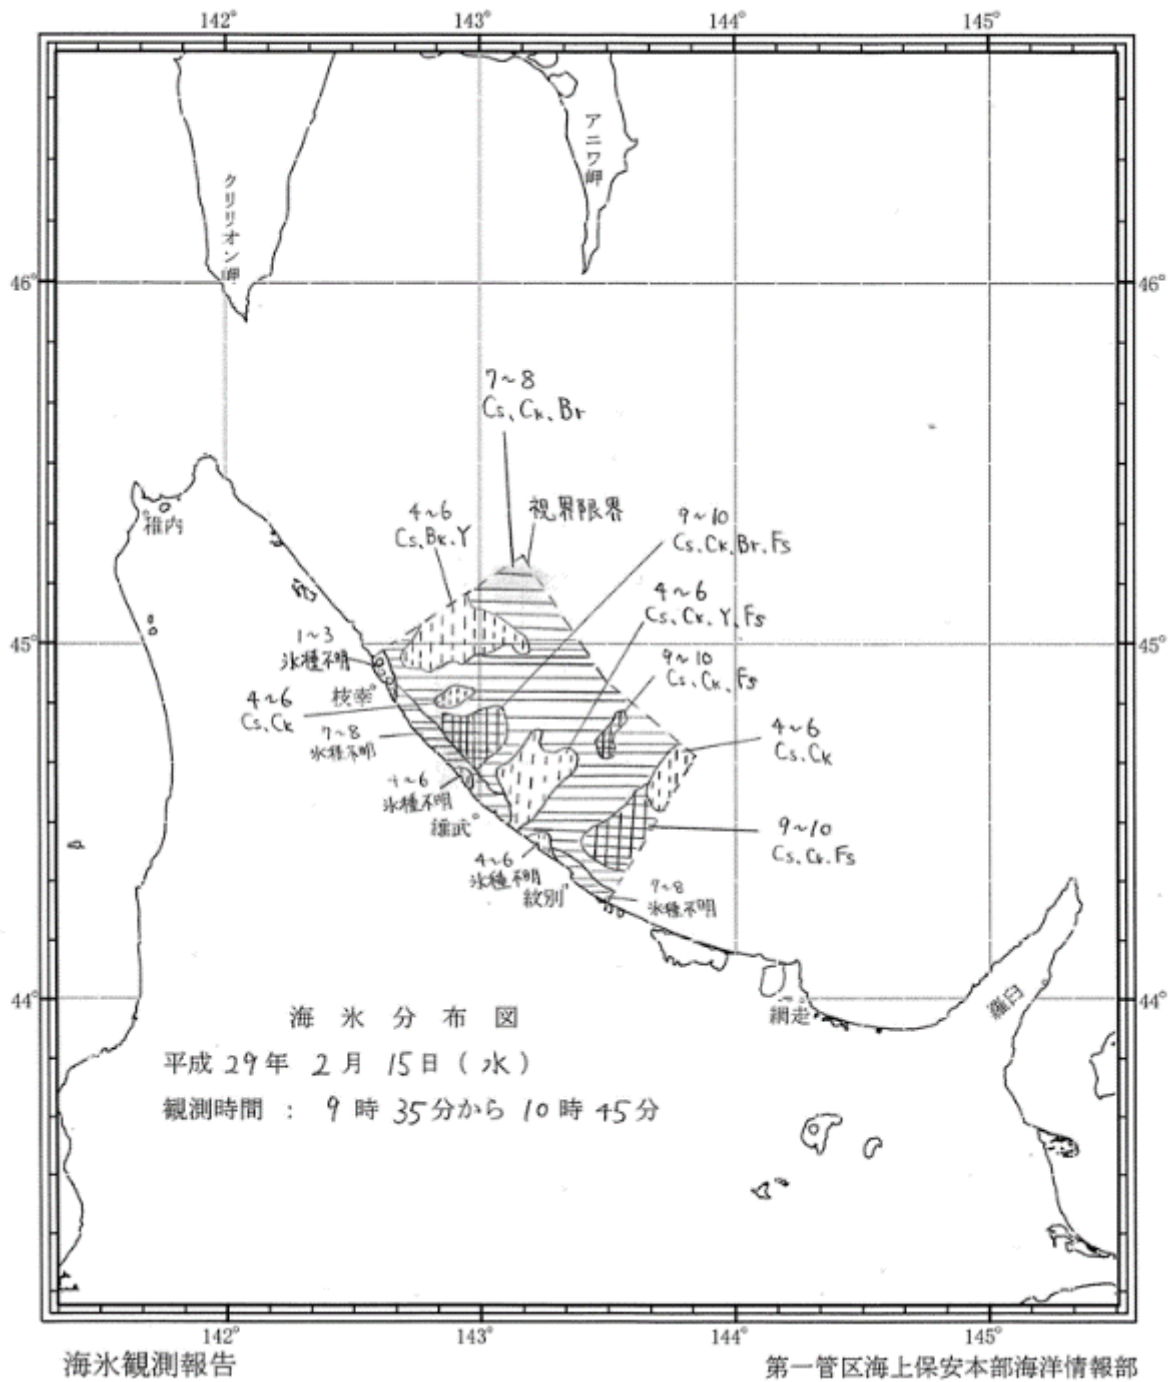 142°
143°
144°
145°
アニワ岬
クリリオン岬
46°
46°
7~8
Cs、Ck、Br
視界限界
4~6
Cs.Bk.Y
9~10
Cs.Ck.Br.Fs
稚内
4~6
Cs.Ck.Y.Fs
45°
45°
1~3
氷種不明
9~10
Cs.Ck.Fs
枝幸
4~6
Cs.Ck
7~8
氷種不明
4~6
Cs.Ck
~6
氷種不明
雄武
9~10
Cs.Ck.Fs
4~6
氷種不明
紋別
7~8
氷種不明
44°
44°
羅臼
網走
海氷分布図
平成29年 2月 15日(水)
観測時間 : 9時35分から10時45分
142°
143°
144°
145°
海氷観測報告
第一管区海上保安本部海洋情報部